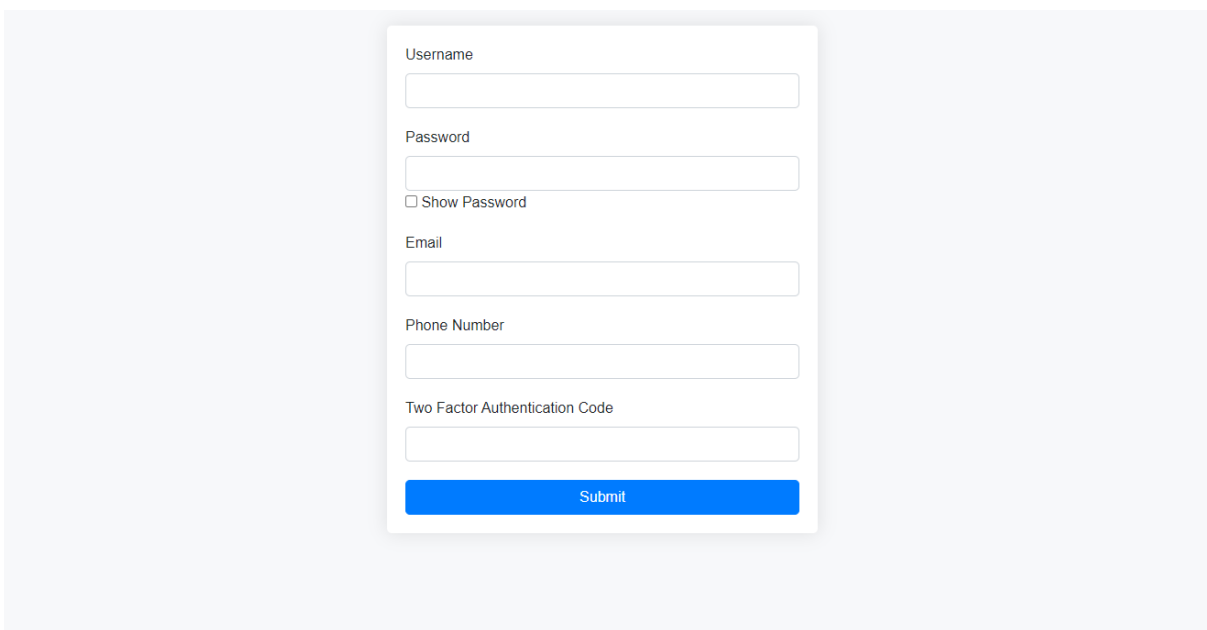 Username
Password
Show Password
Email
Phone Number
Two Factor Authentication Code
Submit